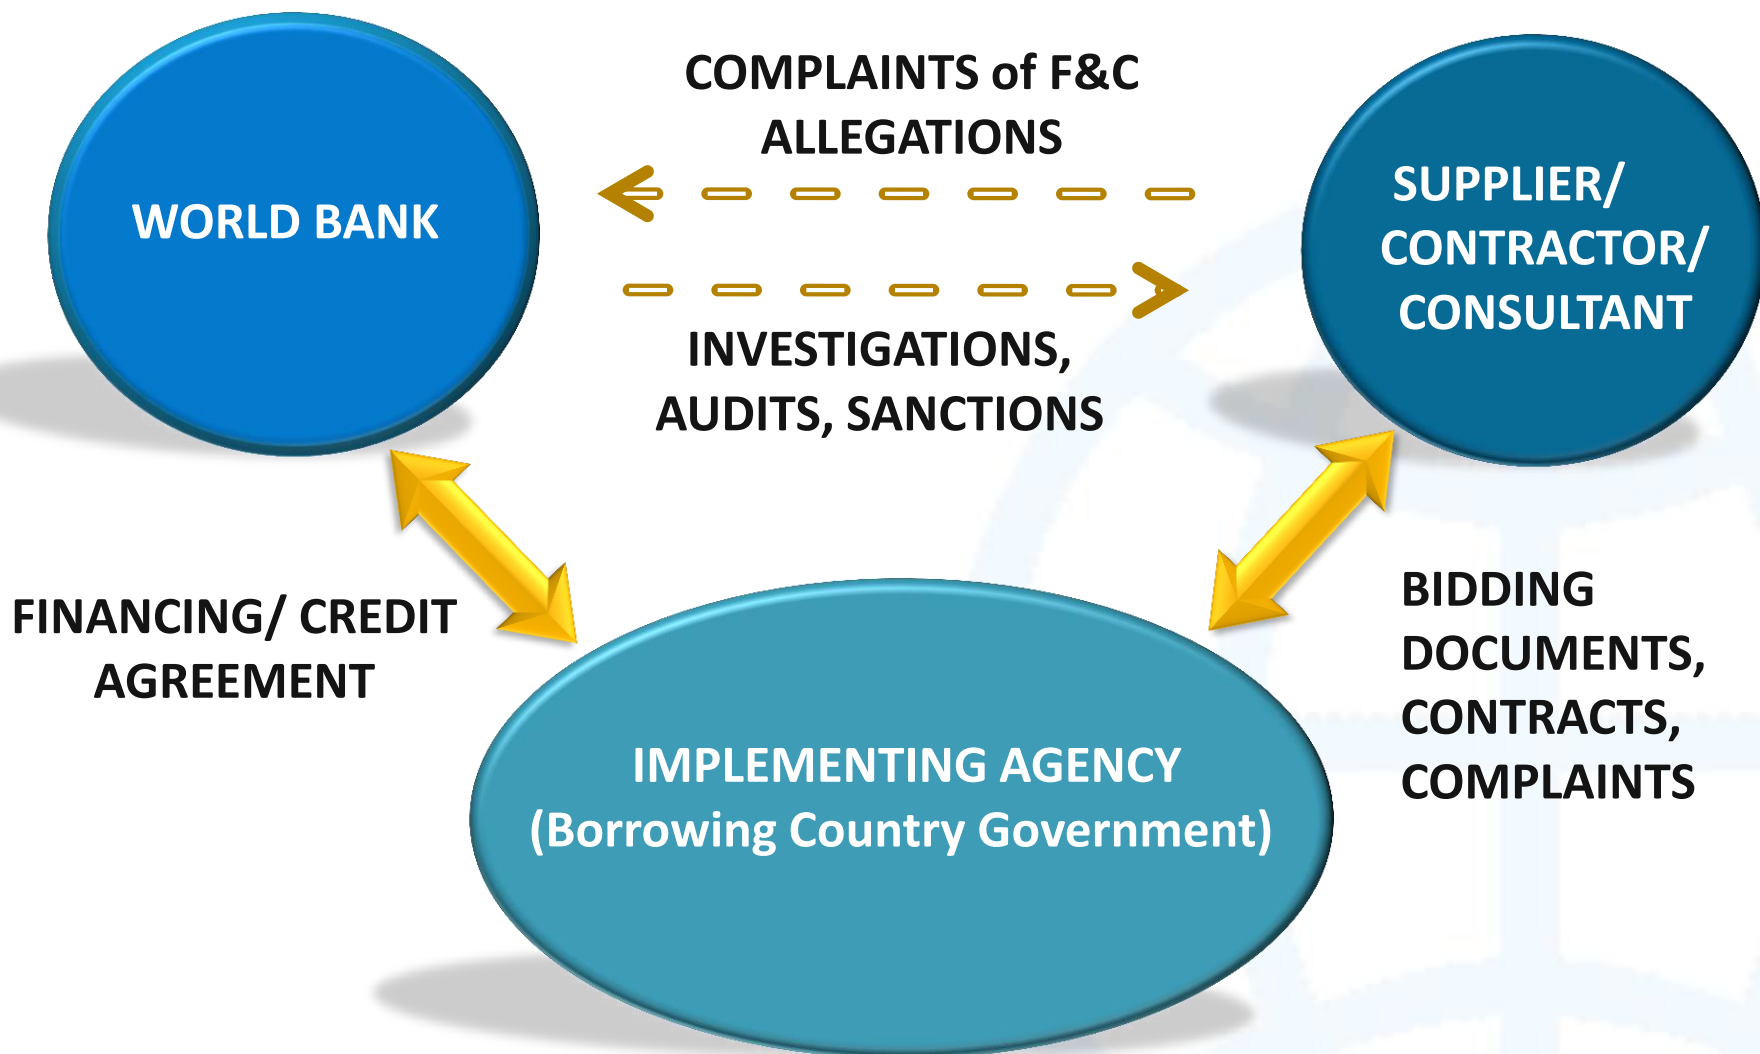 COMPLAINTS of F&C
ALLEGATIONS
WORLD BANK
SUPPLIER/
CONTRACTOR/
CONSULTANT
INVESTIGATIONS,
AUDITS, SANCTIONS
FINANCING/ CREDIT
AGREEMENT
BIDDING
DOCUMENTS,
CONTRACTS,
COMPLAINTS
IMPLEMENTING AGENCY
(Borrowing Country Government)